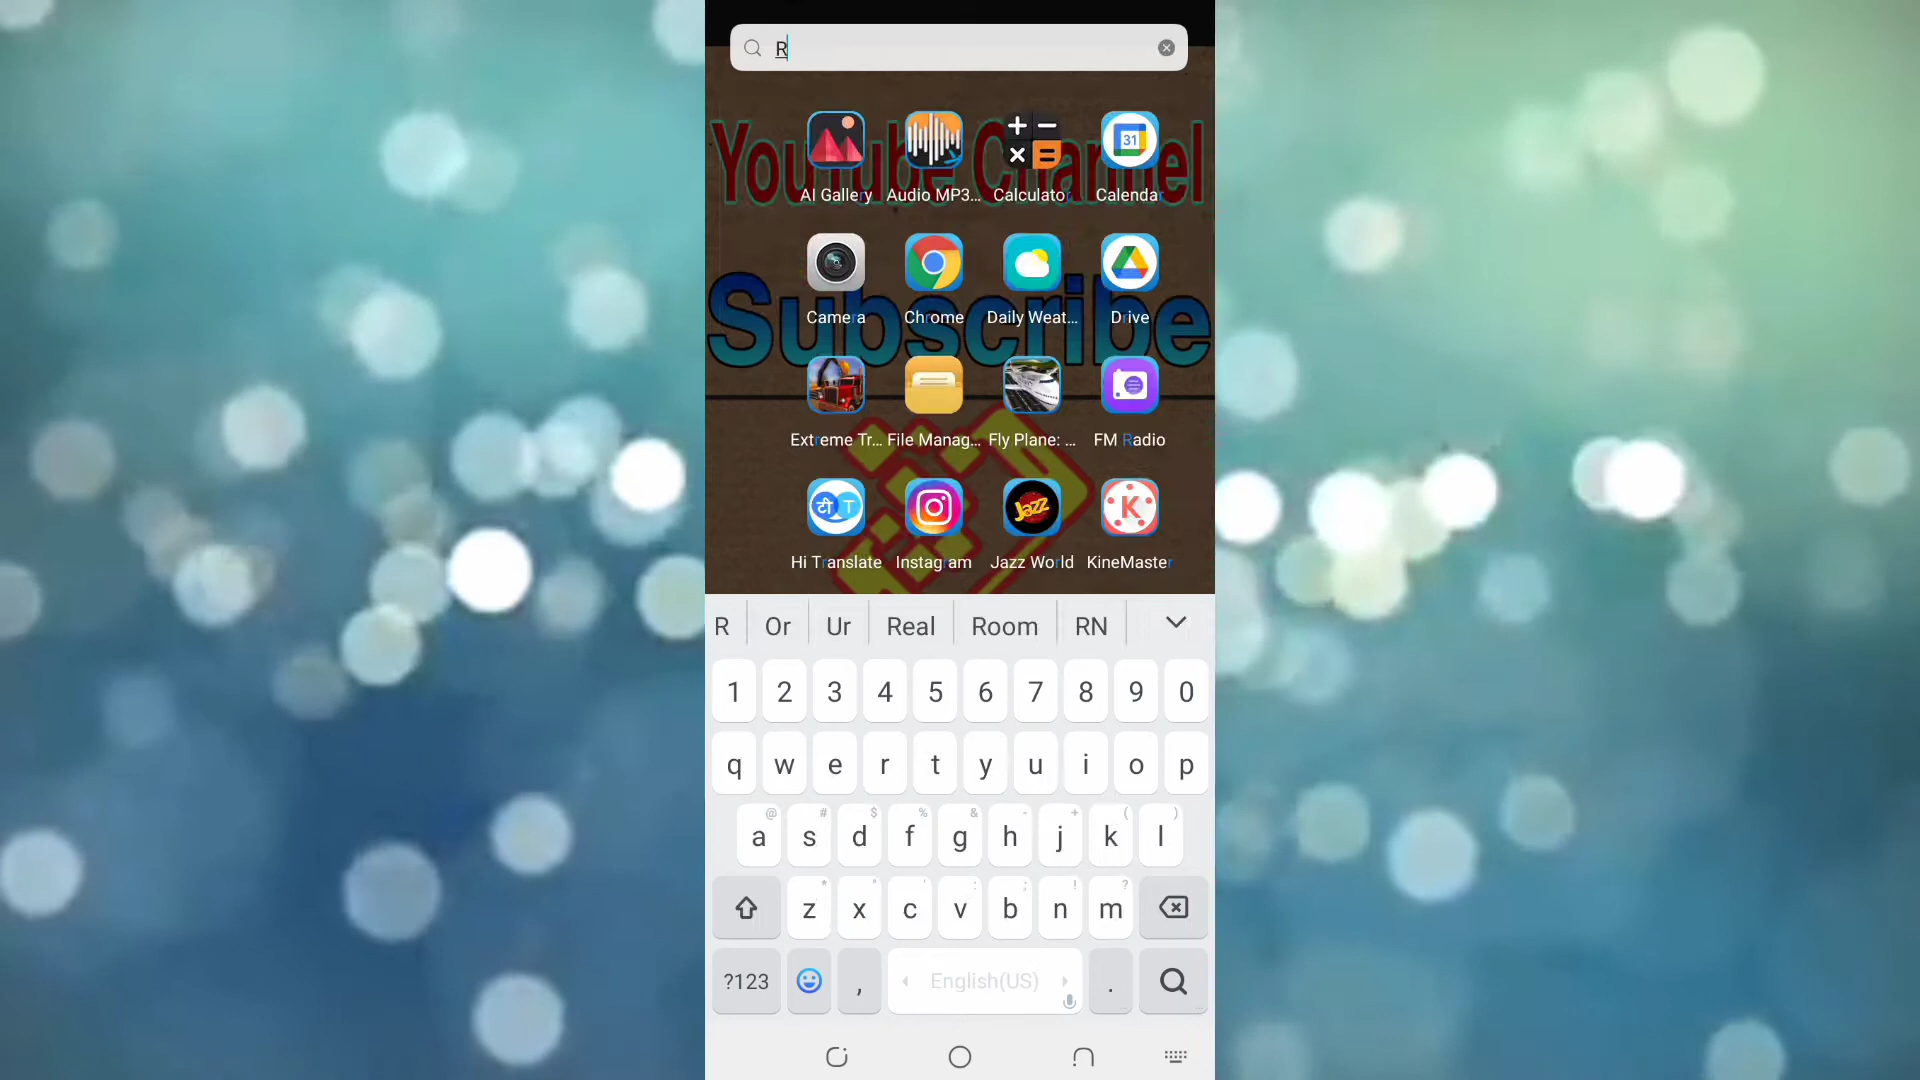 R
YouTube Channel
Subscribe
31
AI Gallery Audio MP3... Calculator Calendar
Camera Chrome Daily Weat... Drive
Extreme Tr... File Manag... Fly Plane: ... FM Radio
टी T Jazz K
Hi Translate Instagram Jazz World KineMaster
R Or Ur Real Room RN
1 2 3 4 5 6 7 8 9 0
q w e r t y u i o p
@ # $ % & - + ( )
a s d f g h j k l
* " ' : ; ! ?
z x c v b n m
?123 , English(US) .